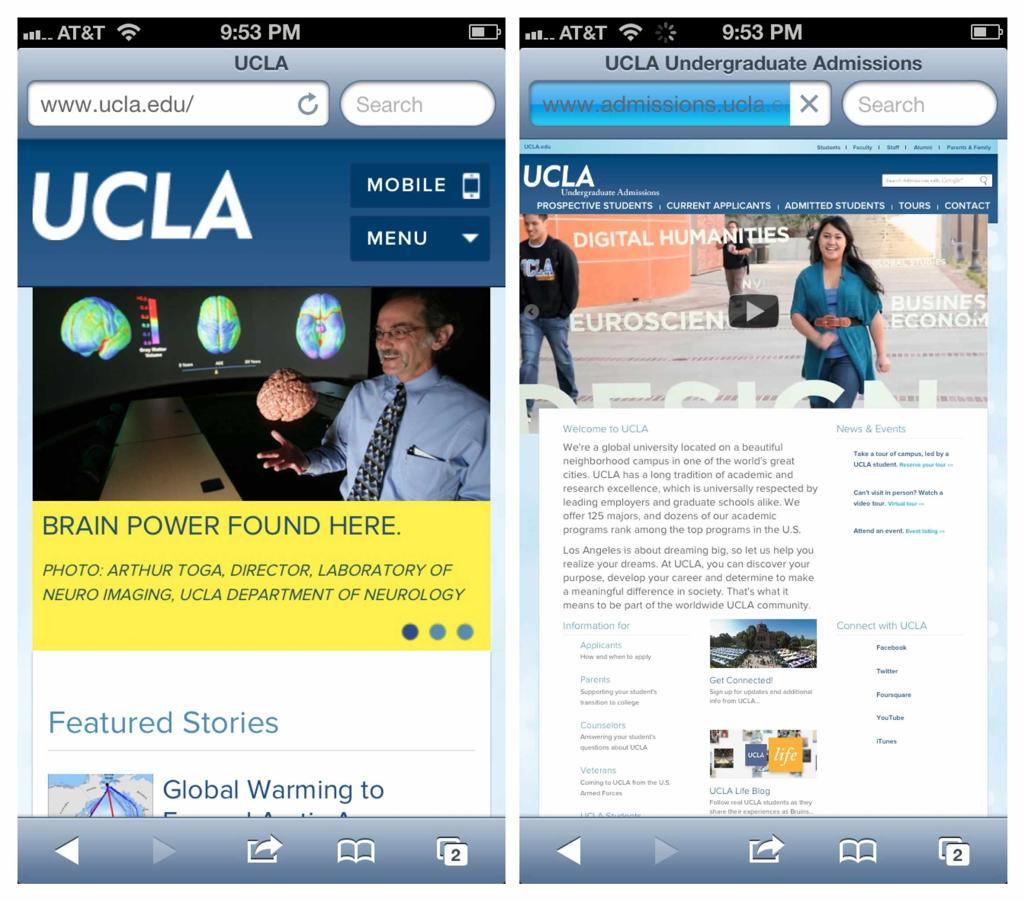 AT&T 9:53 PM
UCLA
www.ucla.edu/
Search
UCLA
MOBILE
MENU
BRAIN POWER FOUND HERE.
PHOTO: ARTHUR TOGA, DIRECTOR, LABORATORY OF
NEURO IMAGING, UCLA DEPARTMENT OF NEUROLOGY
Featured Stories
Global Warming to
2
AT&T 9:53 PM
UCLA Undergraduate Admissions
www.admissions.ucla.e
Search
UCLA.edu
Students | Faculty | Staff | Alumni | Parents & Family
UCLA
Undergraduate Admissions
PROSPECTIVE STUDENTS | CURRENT APPLICANTS | ADMITTED STUDENTS | TOURS | CONTACT
DIGITAL HUMANITIES
GLOBAL STUDIES
BUSINES
ECONOM
EUROSCIEN
DESIGN
Welcome to UCLA
We're a global university located on a beautiful
neighborhood campus in one of the world's great
cities. UCLA has a long tradition of academic and
research excellence, which is universally respected by
leading employers and graduate schools alike. We
offer 125 majors, and dozens of our academic
programs rank among the top programs in the U.S.
Los Angeles is about dreaming big, so let us help you
realize your dreams. At UCLA, you can discover your
purpose, develop your career and determine to make
a meaningful difference in society. That's what it
means to be part of the worldwide UCLA community.
News & Events
Take a tour of campus, led by a
UCLA student. Reserve your tour >>
Can't visit in person? Watch a
video tour. Virtual tour >>
Attend an event. Event listing >>
Information for
Applicants
How and when to apply
Parents
Supporting your student's
transition to college
Counselors
Answering your student's
questions about UCLA
Veterans
Coming to UCLA from the U.S.
Armed Forces
UCLA Students
Get Connected!
Sign up for updates and additional
info from UCLA...
UCLA life
UCLA Life Blog
Follow real UCLA students as they
share their experiences as Bruins...
Connect with UCLA
Facebook
Twitter
Foursquare
YouTube
iTunes
2